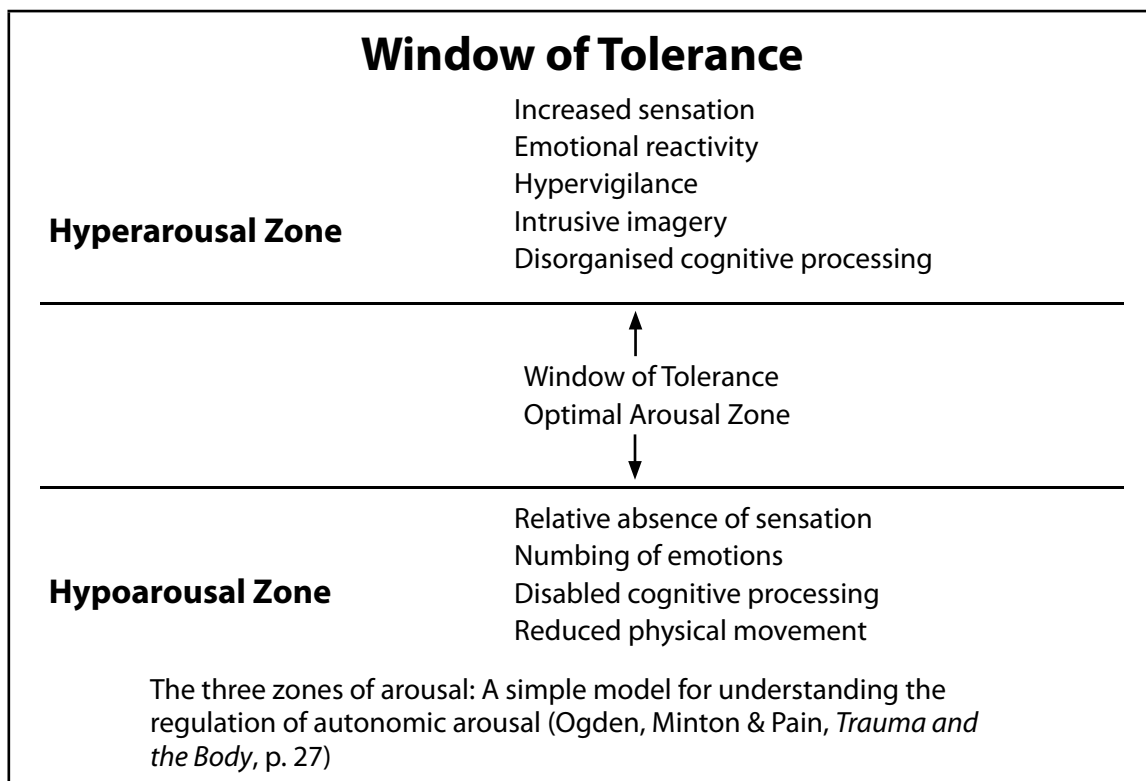 Window of Tolerance
Increased sensation
Emotional reactivity
Hypervigilance
Hyperarousal Zone
Intrusive imagery
Disorganised cognitive processing
Window of Tolerance
Optimal Arousal Zone
Relative absence of sensation
Numbing of emotions
Hypoarousal Zone
Disabled cognitive processing
Reduced physical movement
The three zones of arousal: A simple model for understanding the
regulation of autonomic arousal (Ogden, Minton & Pain, Trauma and
the Body, p. 27)